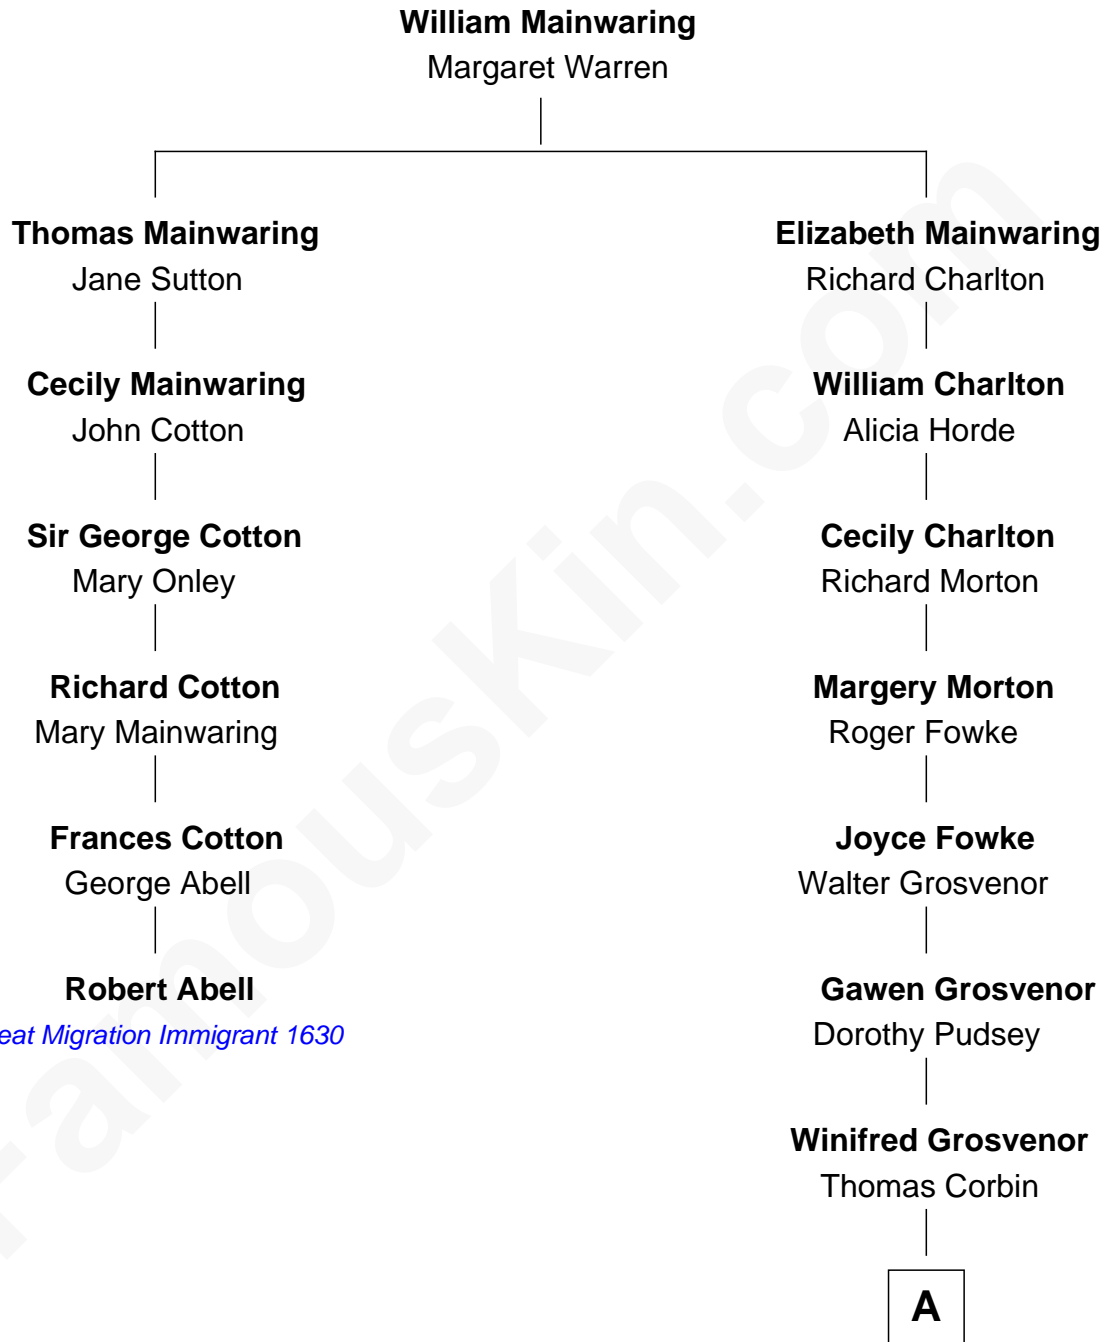 William Mainwaring
Margaret Warren
Thomas Mainwaring
Jane Sutton
Cecily Mainwaring
John Cotton
Sir George Cotton
Mary Onley
Richard Cotton
Mary Mainwaring
Frances Cotton
George Abell
Robert Abell
eat Migration Immigrant 1630
Elizabeth Mainwaring
Richard Charlton
William Charlton
Alicia Horde
Cecily Charlton
Richard Morton
Margery Morton
Roger Fowke
Joyce Fowke
Walter Grosvenor
Gawen Grosvenor
Dorothy Pudsey
Winifred Grosvenor
Thomas Corbin
A
FamousKin.com